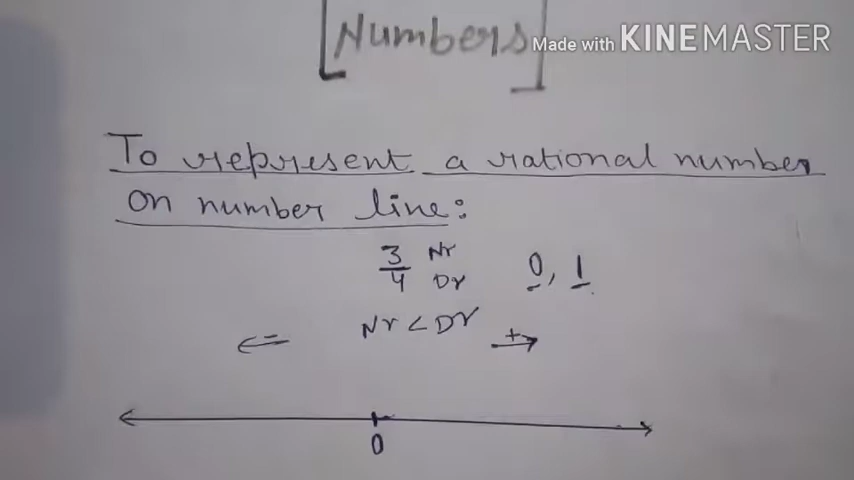 [Numbers]
Made with KINEMASTER
To represent a rational number
on number line:
3/4 Nr Dr 0, 1
Nr < Dr
← - + →
0